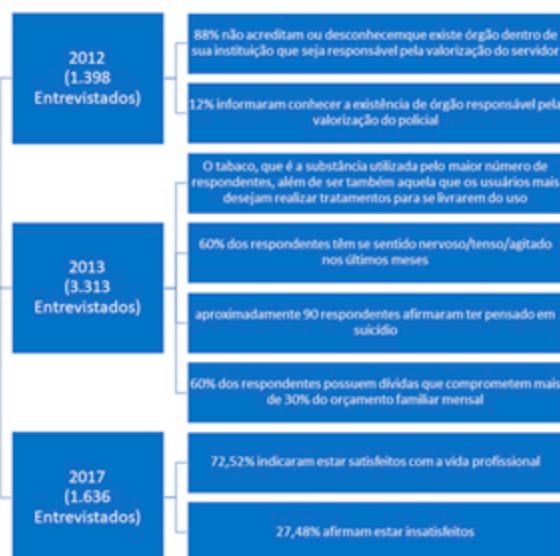 2012
(1.398
Entrevistados)
88% não acreditam ou desconhecemque existe órgão dentro de
sua instituição que seja responsável pela valorização do servidor
12% informaram conhecer a existência de órgão responsável pela
valorização do policial
2013
(3.313
Entrevistados)
O tabaco, que é a substância utilizada pelo maior número de
respondentes, além de ser também aquela que os usuários mais
desejam realizar tratamentos para se livrarem do uso
60% dos respondentes têm se sentido nervoso/tenso/agitado
nos últimos meses
aproximadamente 90 respondentes afirmaram ter pensado em
suicídio
60% dos respondentes possuem dívidas que comprometem mais
de 30% do orçamento familiar mensal
2017
(1.636
Entrevistados)
72,52% indicaram estar satisfeitos com a vida profissional
27,48% afirmam estar insatisfeitos